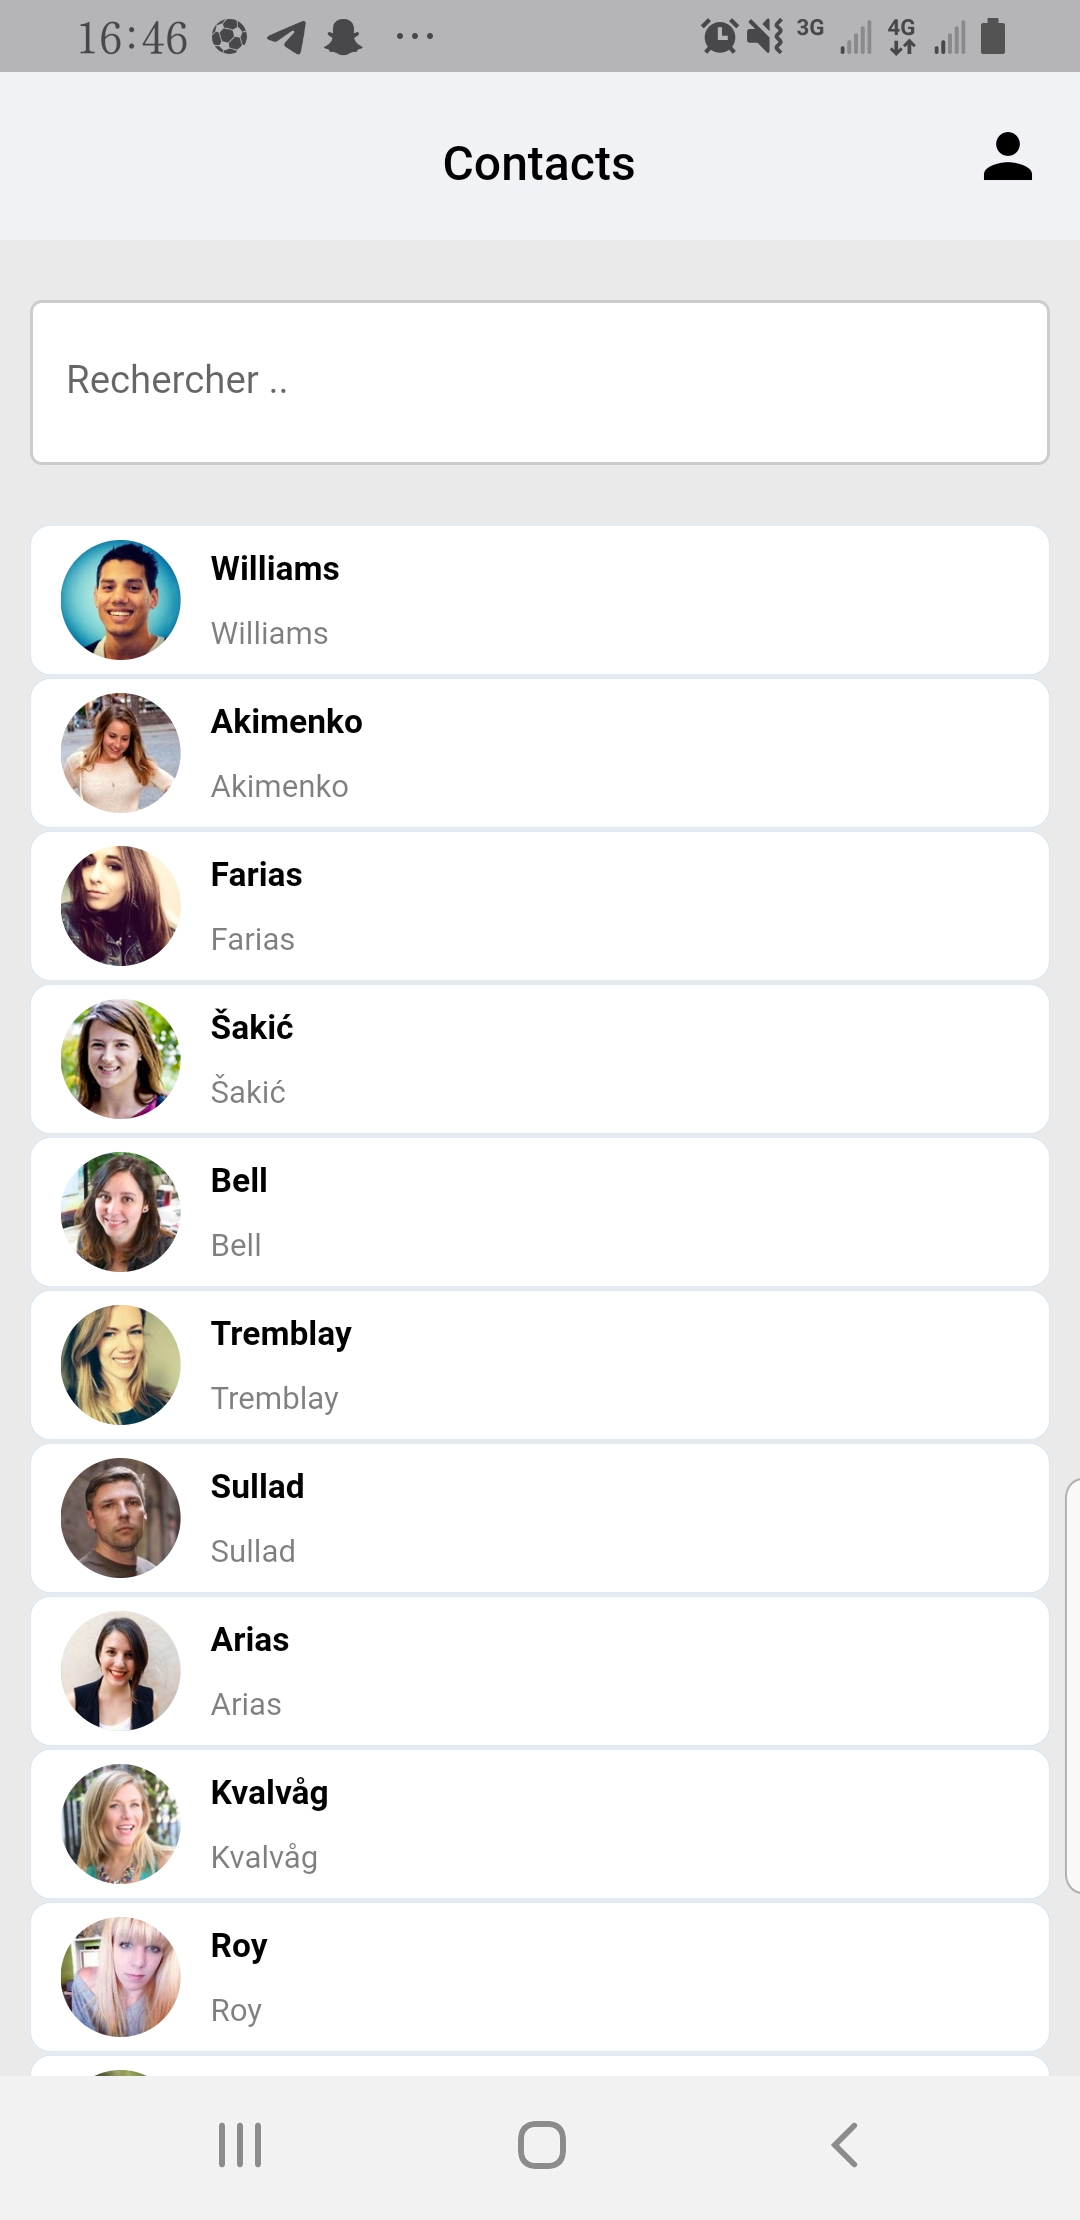 16:46 3G 4G
Contacts
Rechercher ..
Williams
Williams
Akimenko
Akimenko
Farias
Farias
Šakić
Šakić
Bell
Bell
Tremblay
Tremblay
Sullad
Sullad
Arias
Arias
Kvalvåg
Kvalvåg
Roy
Roy